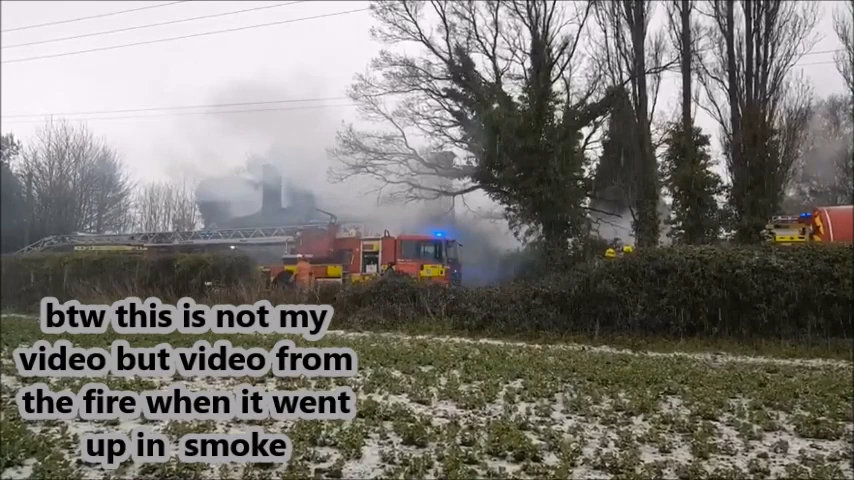 btw this is not my
video but video from
the fire when it went
up in  smoke